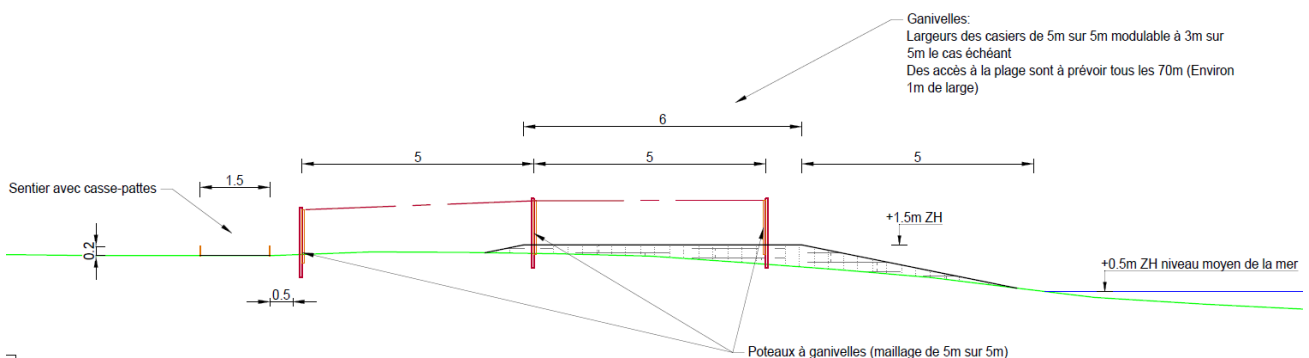 Ganivelles:
Largeurs des casiers de 5m sur 5m modulable à 3m sur
5m le cas échéant
Des accès à la plage sont à prévoir tous les 70m (Environ
1m de large)
6
5
5
5
Sentier avec casse-pattes
1.5
+1.5m ZH
0.2
+0.5m ZH niveau moyen de la mer
0.5
Poteaux à ganivelles (maillage de 5m sur 5m)